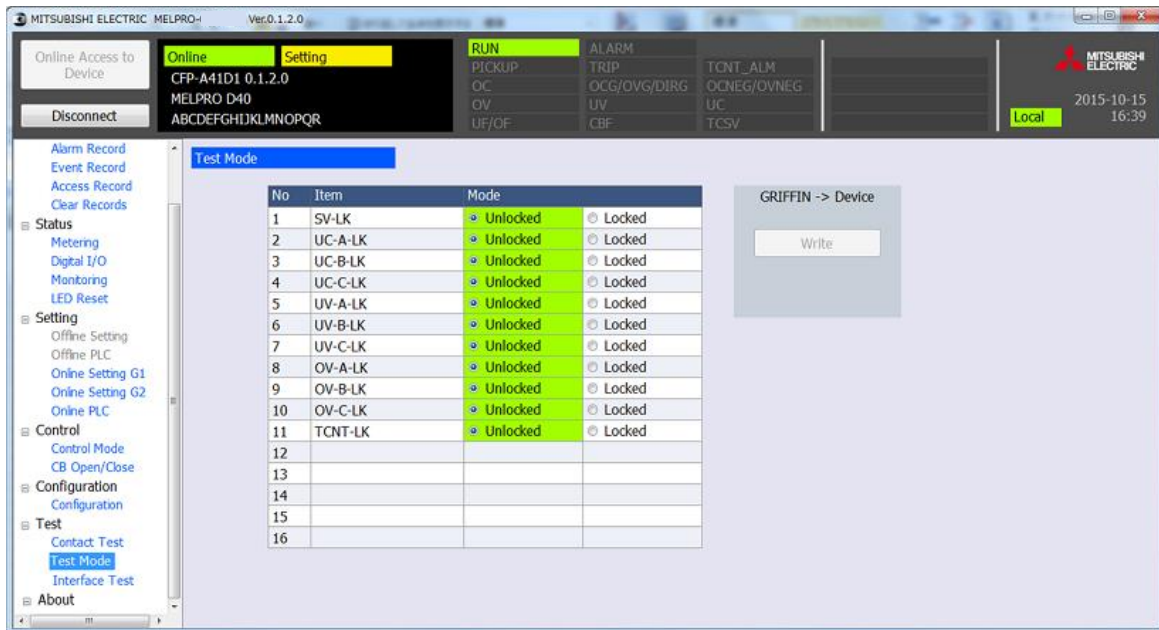 MITSUBISHI ELECTRIC MELPRO- Ver.0.1.2.0
Online Access to Device
Disconnect
Online Setting
CFP-A41D1 0.1.2.0
MELPRO D40
ABCDEFGHIJKLMNOPQR
RUN ALARM
PICKUP TRIP TCNT_ALM
OC OCG/OVG/DIRG OCNEG/OVNEG
OV UV UC
UF/OF CBF TCSV
MITSUBISHI
ELECTRIC
2015-10-15
Local 16:39
Alarm Record
Event Record
Access Record
Clear Records
Status
Metering
Digital I/O
Monitoring
LED Reset
Setting
Offline Setting
Offline PLC
Online Setting G1
Online Setting G2
Online PLC
Control
Control Mode
CB Open/Close
Configuration
Configuration
Test
Contact Test
Test Mode
Interface Test
About
Test Mode
No Item Mode
1 SV-LK Unlocked Locked
2 UC-A-LK Unlocked Locked
3 UC-B-LK Unlocked Locked
4 UC-C-LK Unlocked Locked
5 UV-A-LK Unlocked Locked
6 UV-B-LK Unlocked Locked
7 UV-C-LK Unlocked Locked
8 OV-A-LK Unlocked Locked
9 OV-B-LK Unlocked Locked
10 OV-C-LK Unlocked Locked
11 TCNT-LK Unlocked Locked
12
13
14
15
16
GRIFFIN -> Device
Write